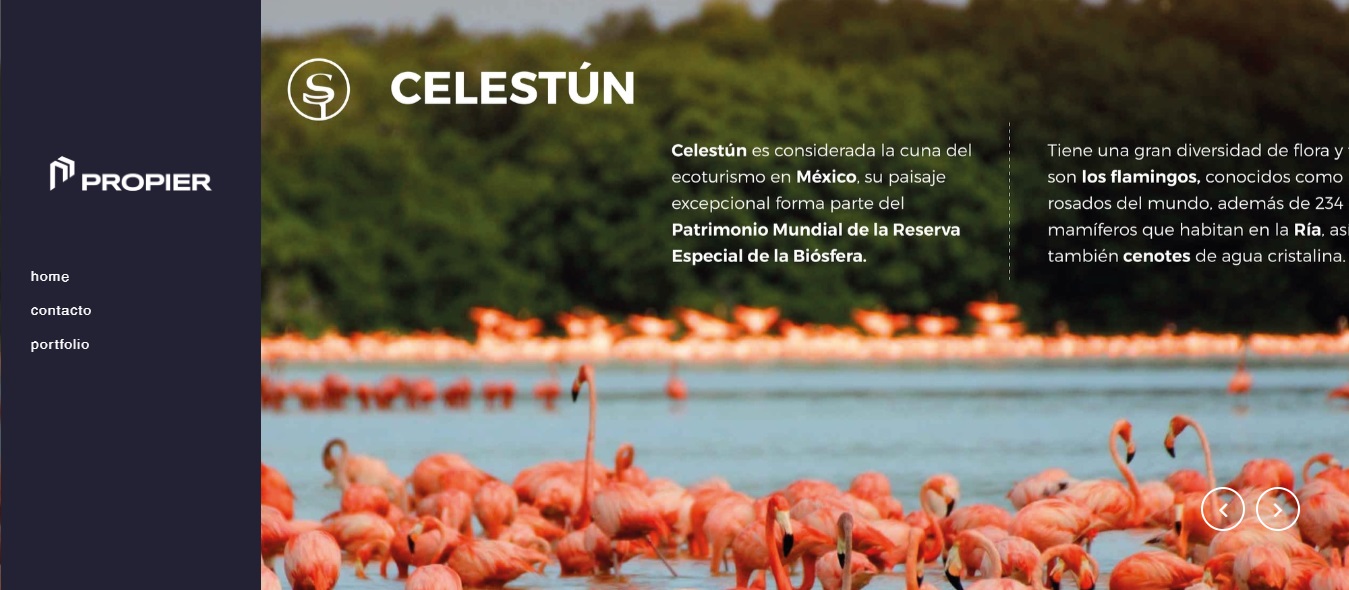 PROPIER
home
contacto
portfolio
CELESTÚN
Celestún es considerada la cuna del
ecoturismo en México, su paisaje
excepcional forma parte del
Patrimonio Mundial de la Reserva
Especial de la Biósfera.
Tiene una gran diversidad de flora y
son los flamingos, conocidos como
rosados del mundo, además de 234
mamíferos que habitan en la Ría, así
también cenotes de agua cristalina.